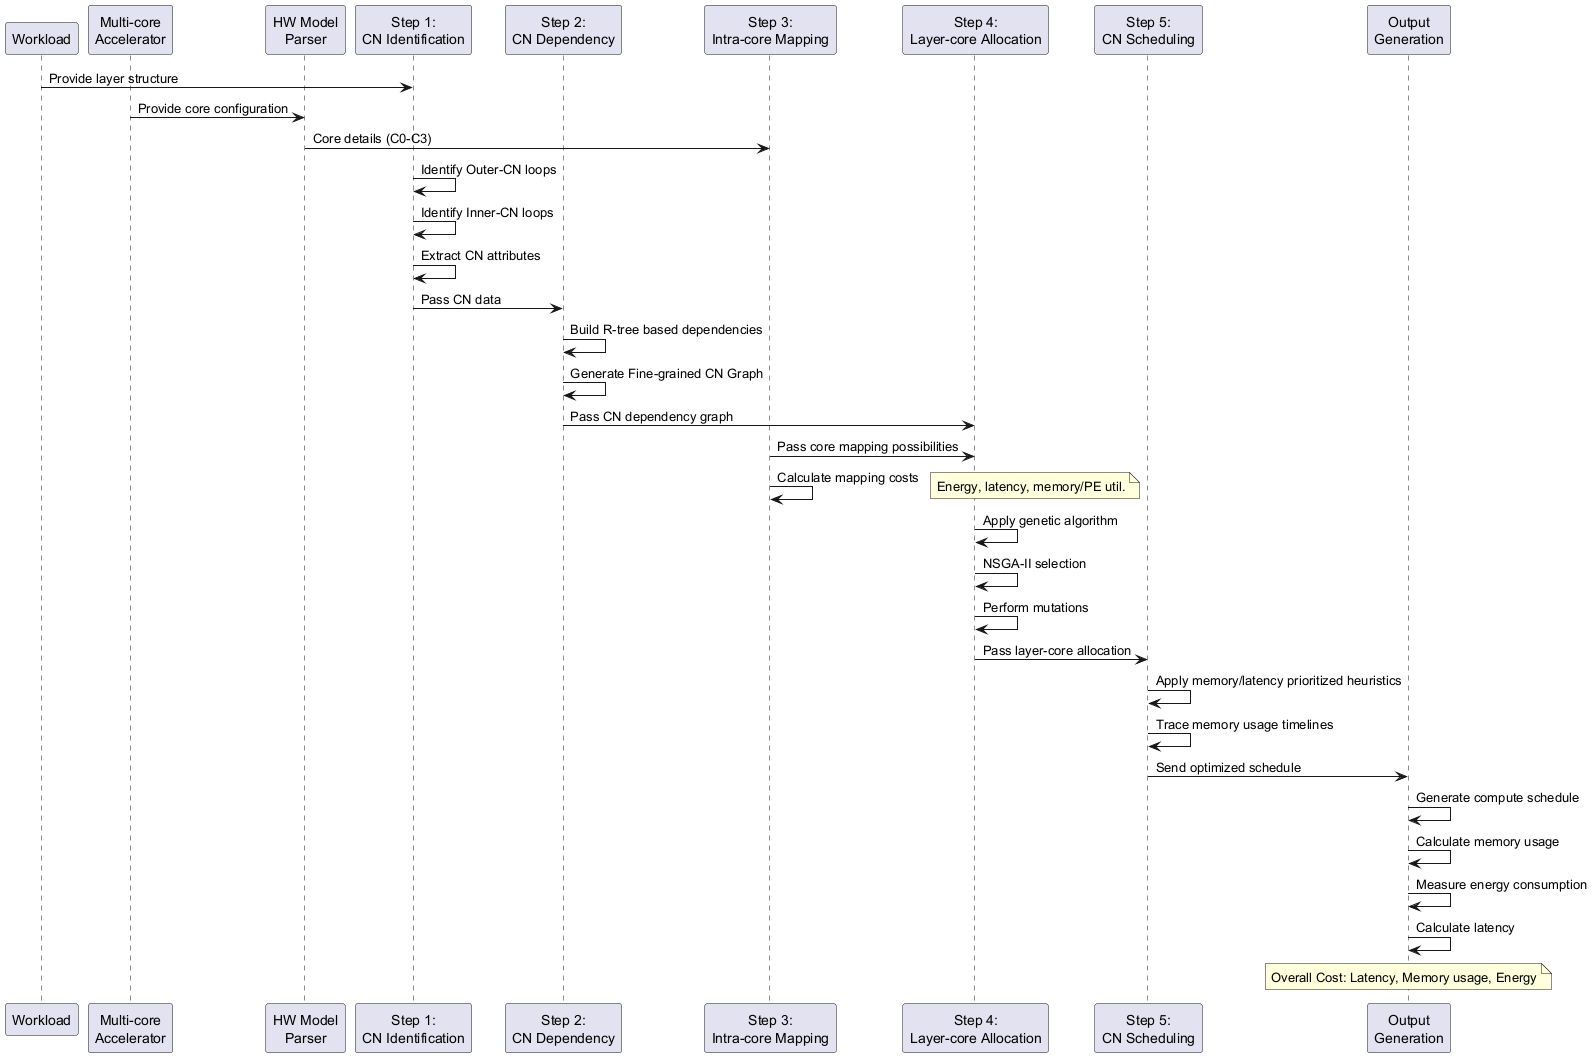 Workload
Multi-core
Accelerator
HW Model
Parser
Step 1:
CN Identification
Step 2:
CN Dependency
Step 3:
Intra-core Mapping
Step 4:
Layer-core Allocation
Step 5:
CN Scheduling
Output
Generation
Provide layer structure
Provide core configuration
Core details (C0-C3)
Identify Outer-CN loops
Identify Inner-CN loops
Extract CN attributes
Pass CN data
Build R-tree based dependencies
Generate Fine-grained CN Graph
Pass CN dependency graph
Pass core mapping possibilities
Calculate mapping costs
Energy, latency, memory/PE util.
Apply genetic algorithm
NSGA-II selection
Perform mutations
Pass layer-core allocation
Apply memory/latency prioritized heuristics
Trace memory usage timelines
Send optimized schedule
Generate compute schedule
Calculate memory usage
Measure energy consumption
Calculate latency
Overall Cost: Latency, Memory usage, Energy
Workload
Multi-core
Accelerator
HW Model
Parser
Step 1:
CN Identification
Step 2:
CN Dependency
Step 3:
Intra-core Mapping
Step 4:
Layer-core Allocation
Step 5:
CN Scheduling
Output
Generation